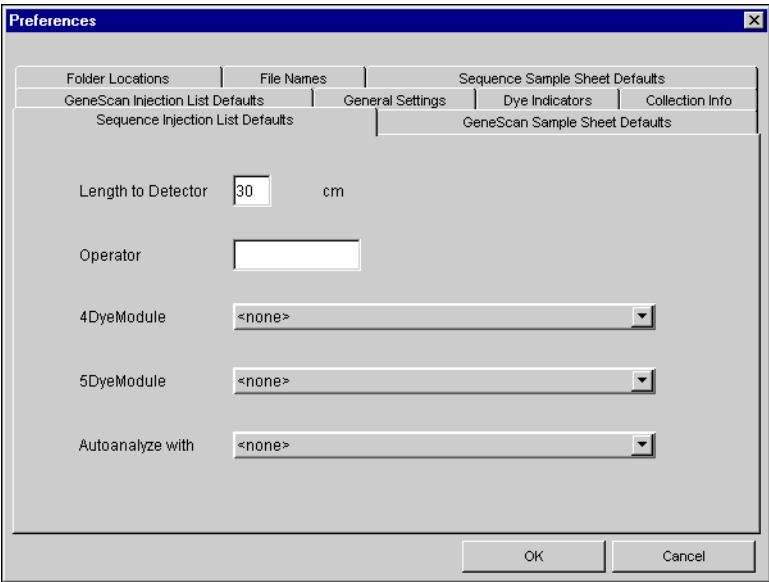 Preferences
Folder Locations File Names Sequence Sample Sheet Defaults
GeneScan Injection List Defaults General Settings Dye Indicators Collection Info
Sequence Injection List Defaults GeneScan Sample Sheet Defaults
Length to Detector 30 cm
Operator
4DyeModule <none>
5DyeModule <none>
Autoanalyze with <none>
OK Cancel